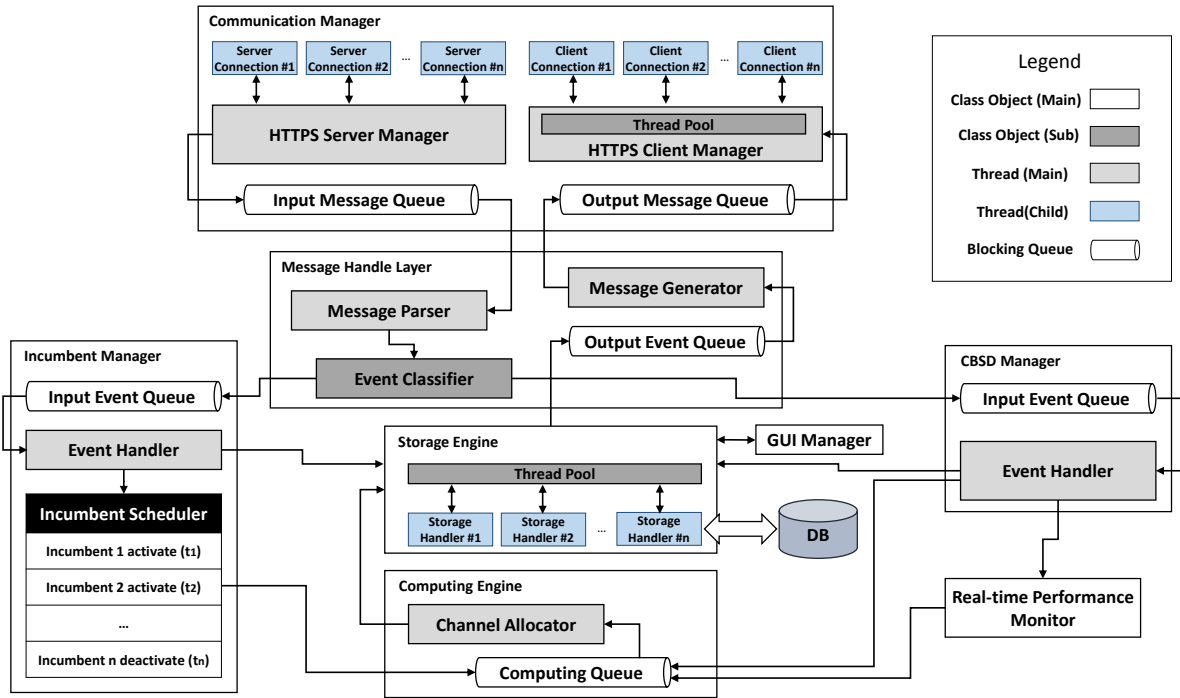 Communication Manager
Server
Connection #1
Server
Connection #2
...
Server
Connection #n
Client
Connection #1
Client
Connection #2
...
Client
Connection #n
HTTPS Server Manager
Thread Pool
HTTPS Client Manager
Input Message Queue
Output Message Queue
Legend
Class Object (Main)
Class Object (Sub)
Thread (Main)
Thread(Child)
Blocking Queue
Message Handle Layer
Message Parser
Message Generator
Event Classifier
Output Event Queue
Incumbent Manager
Input Event Queue
Event Handler
Incumbent Scheduler
Incumbent 1 activate (t1)
Incumbent 2 activate (t2)
...
Incumbent n deactivate (tn)
Storage Engine
Thread Pool
Storage
Handler #1
Storage
Handler #2
...
Storage
Handler #n
GUI Manager
DB
Computing Engine
Channel Allocator
Computing Queue
CBSD Manager
Input Event Queue
Event Handler
Real-time Performance
Monitor